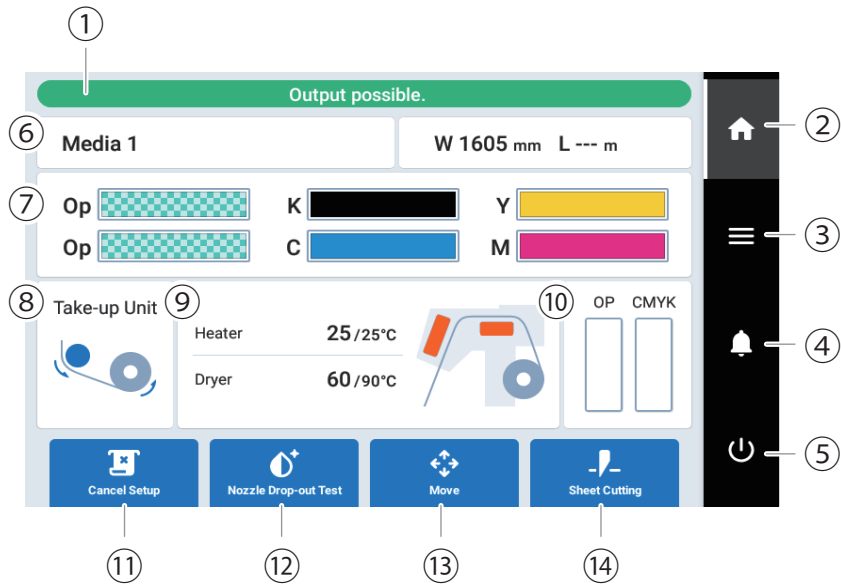 ①
Output possible.
②
⑥ Media 1 W 1605 mm L --- m
⑦ Op K Y
Op C M
③
⑧ Take-up Unit ⑨ ⑩ OP CMYK
Heater 25/25°C
④
Dryer 60/90°C
⑤
Cancel Setup Nozzle Drop-out Test Move Sheet Cutting
⑪ ⑫ ⑬ ⑭